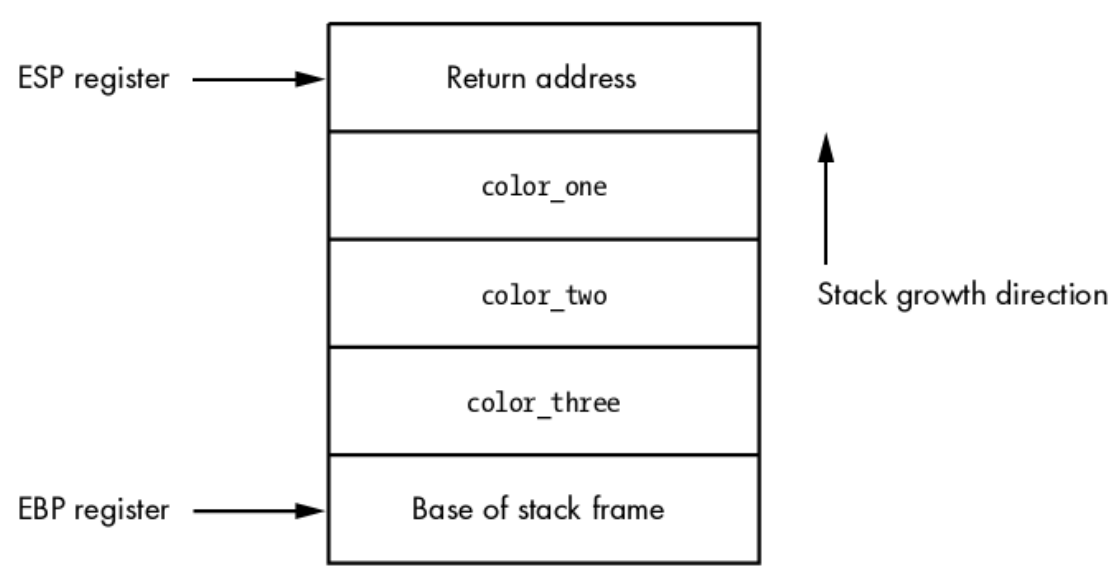 ESP register
Return address
color_one
color_two
Stack growth direction
color_three
EBP register
Base of stack frame